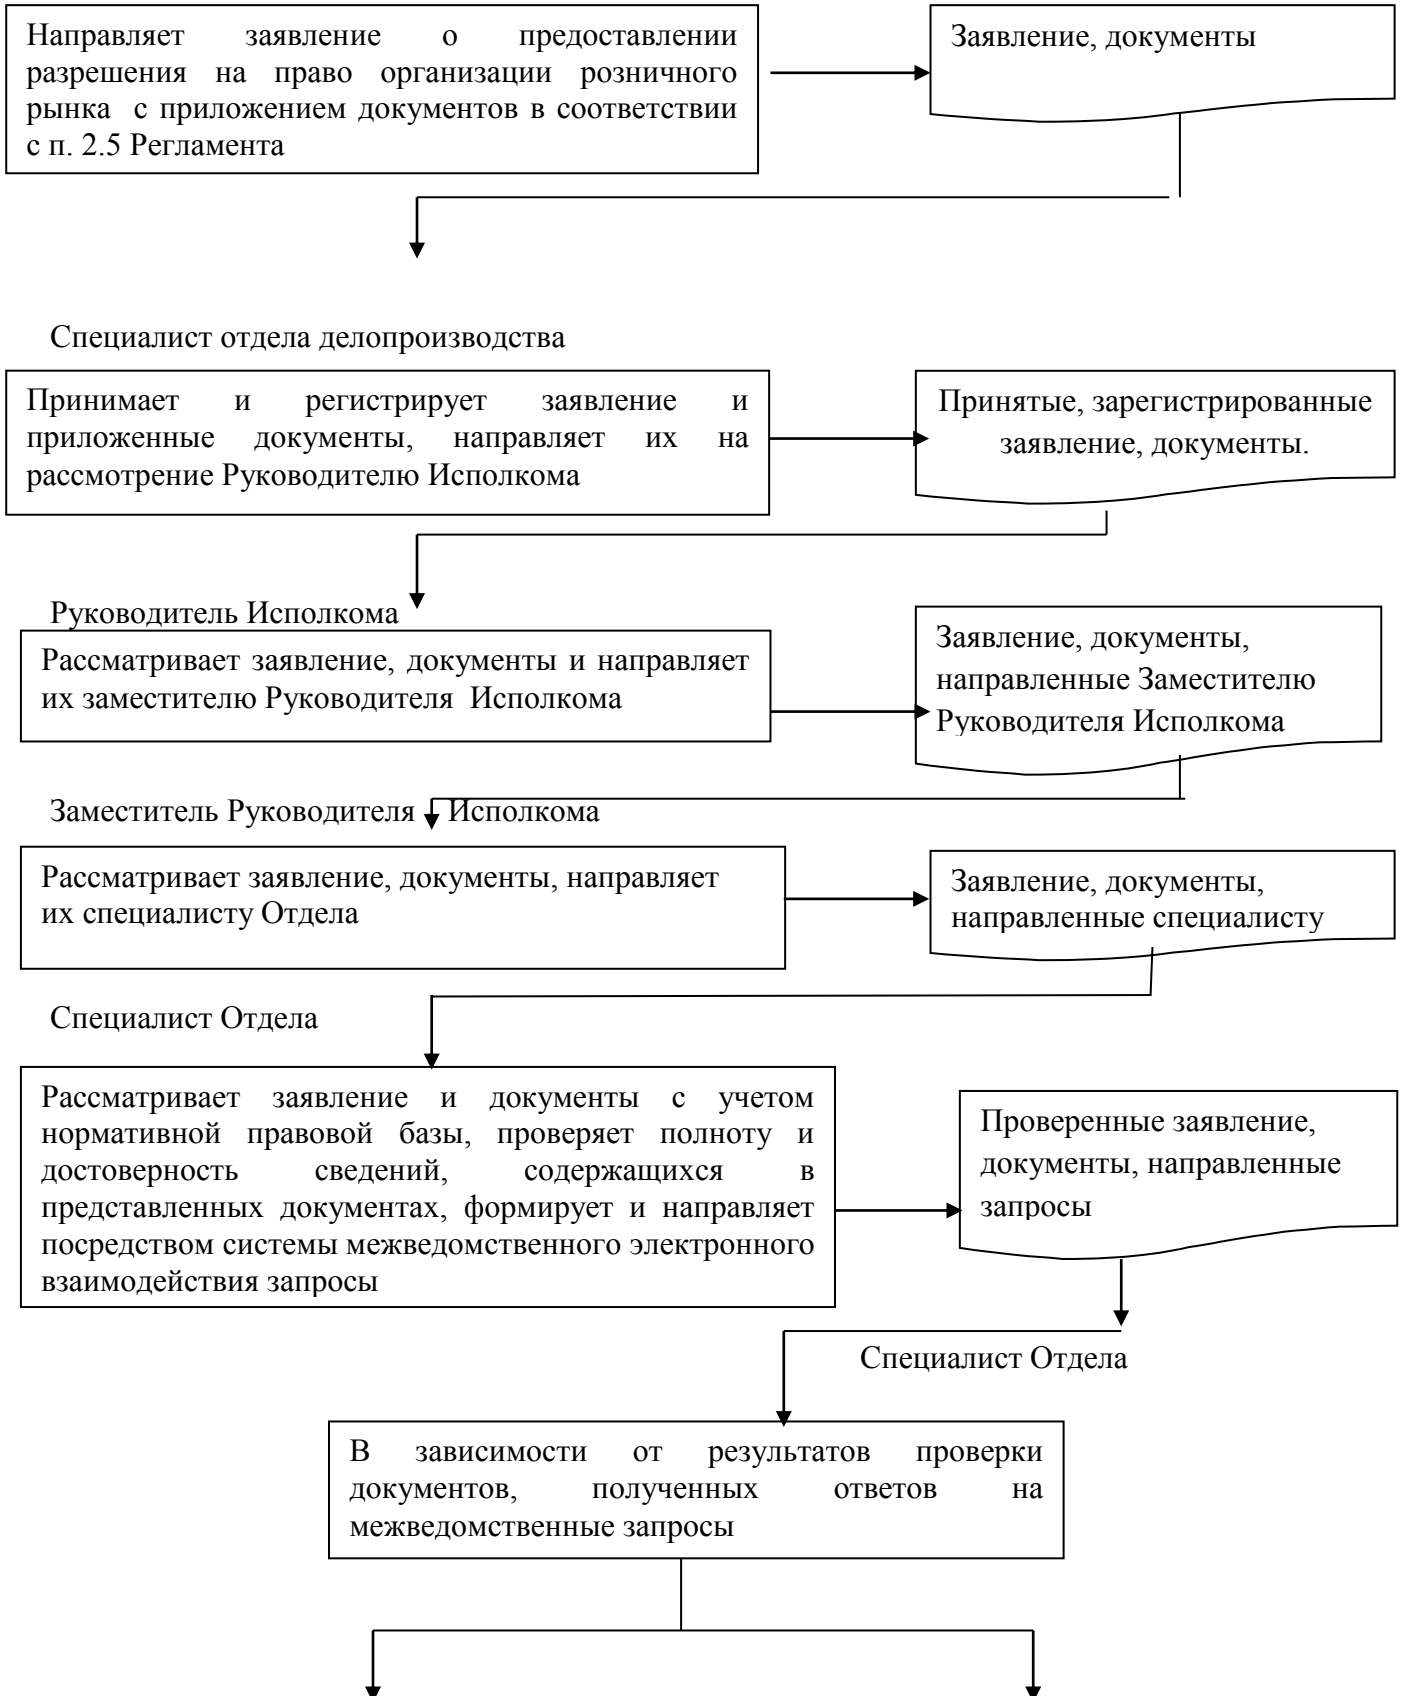 Направляет заявление о предоставлении
разрешения на право организации розничного
рынка с приложением документов в соответствии
с п. 2.5 Регламента
Заявление, документы
Специалист отдела делопроизводства
Принимает и регистрирует заявление и
приложенные документы, направляет их на
рассмотрение Руководителю Исполкома
Принятые, зарегистрированные
заявление, документы.
Руководитель Исполкома
Рассматривает заявление, документы и направляет
их заместителю Руководителя Исполкома
Заявление, документы,
направленные Заместителю
Руководителя Исполкома
Заместитель Руководителя Исполкома
Рассматривает заявление, документы, направляет
их специалисту Отдела
Заявление, документы,
направленные специалисту
Специалист Отдела
Рассматривает заявление и документы с учетом
нормативной правовой базы, проверяет полноту и
достоверность сведений, содержащихся в
представленных документах, формирует и направляет
посредством системы межведомственного электронного
взаимодействия запросы
Проверенные заявление,
документы, направленные
запросы
Специалист Отдела
В зависимости от результатов проверки
документов, полученных ответов на
межведомственные запросы